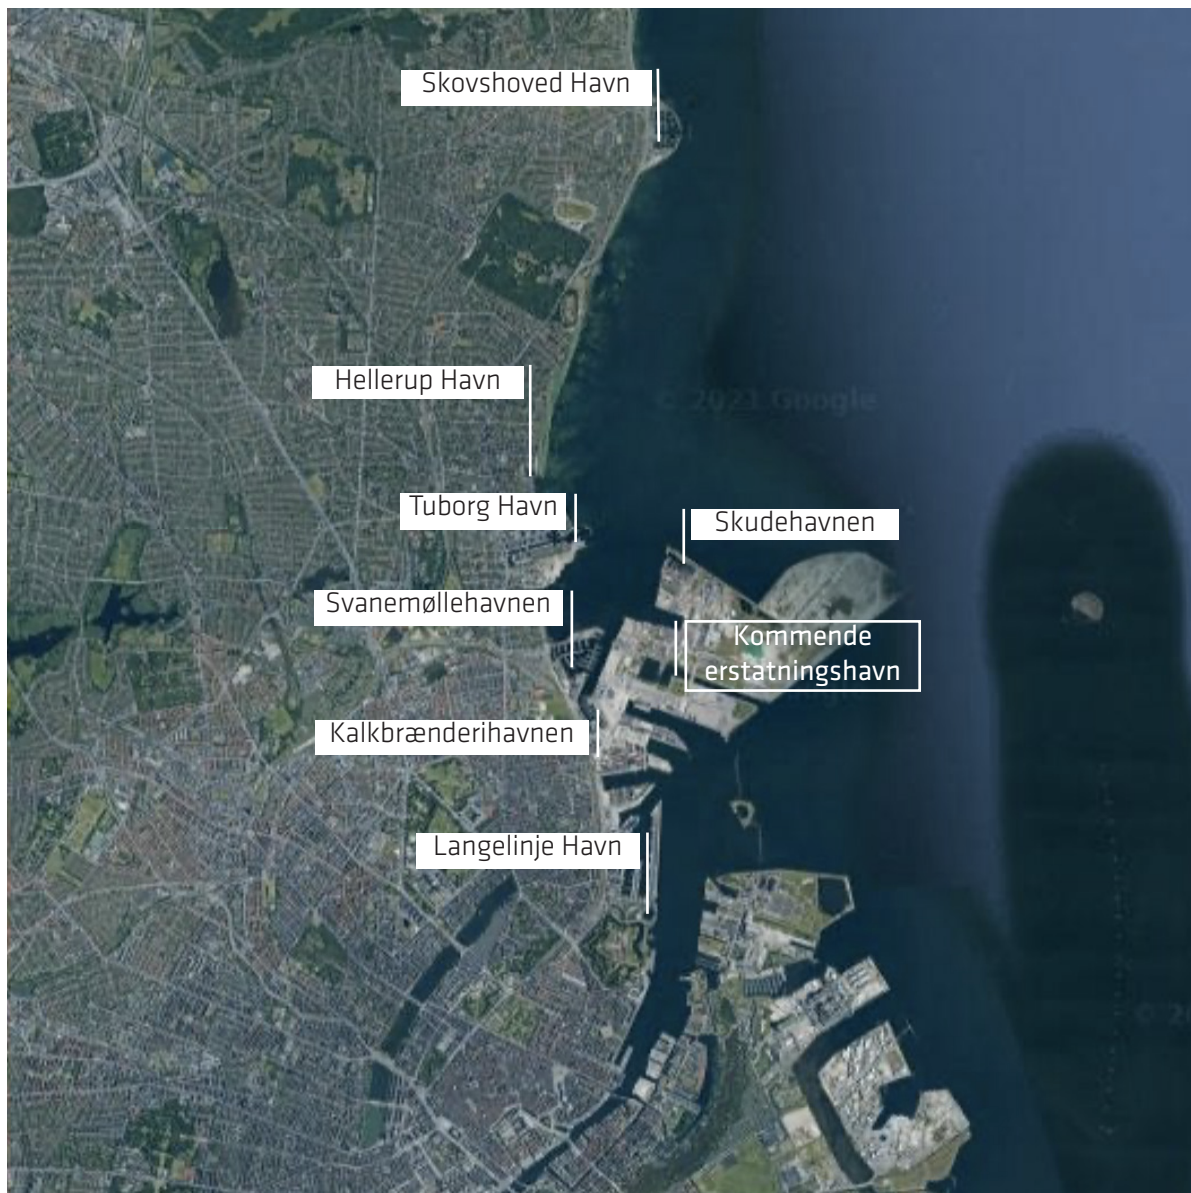 Skovshoved Havn
Hellerup Havn
© 2021 Google
Tuborg Havn
Skudehavnen
Svanemøllehavnen
Kommende
erstatningshavn
Kalkbrænderihavnen
Langelinje Havn